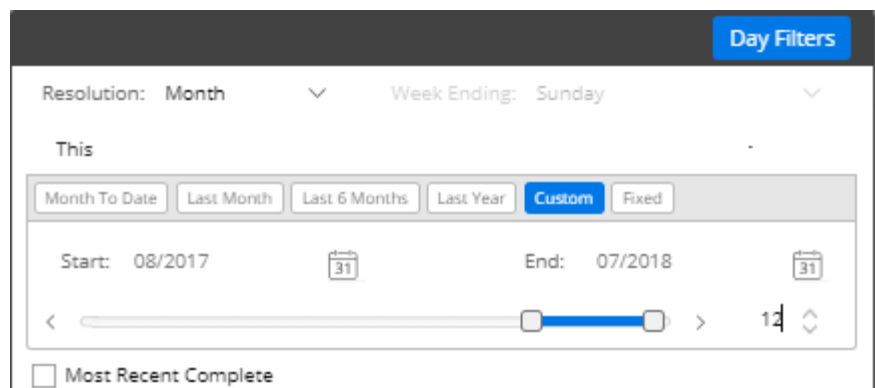 Day Filters
Resolution: Month Week Ending: Sunday
This
Month To Date Last Month Last 6 Months Last Year Custom Fixed
Start: 08/2017 31 End: 07/2018 31
12
Most Recent Complete